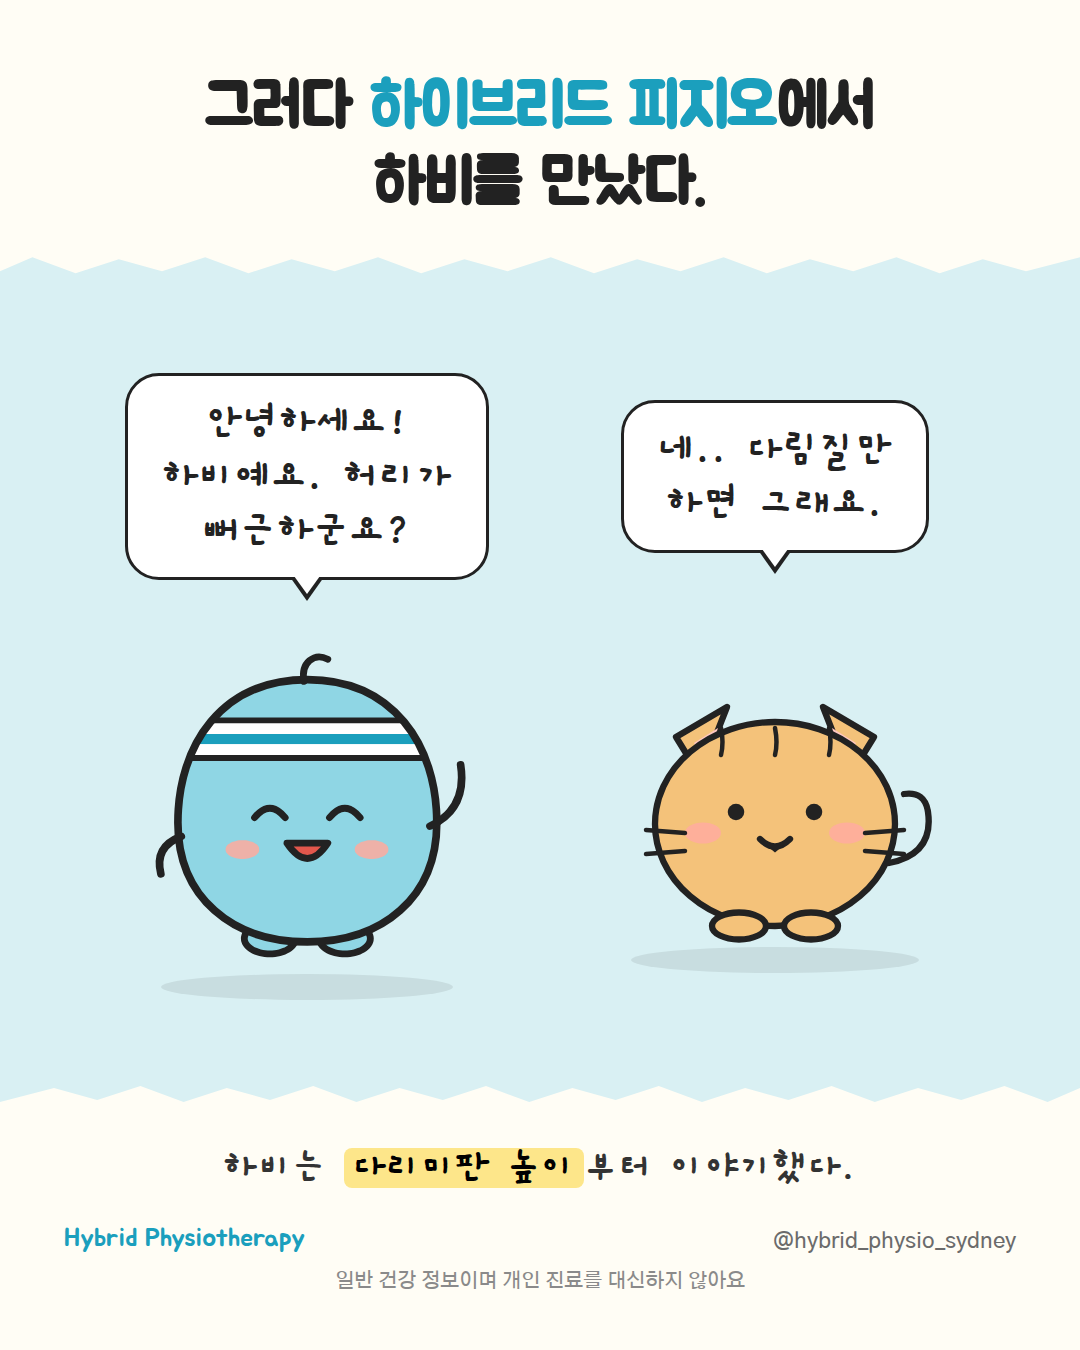 그러다 하이브리드 피지오에서
하비를 만났다.
안녕하세요!
하비예요. 허리가
뻐근하군요?
네.. 다림질만
하면 그래요.
하비는 다리미판 높이부터 이야기했다.
Hybrid Physiotherapy
@hybrid_physio_sydney
일반 건강 정보이며 개인 진료를 대신하지 않아요